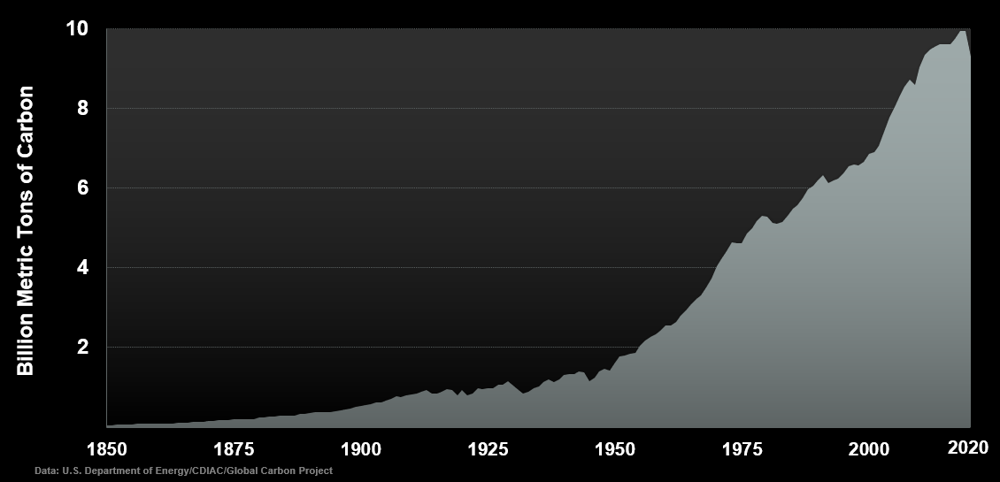 Billion Metric Tons of Carbon
10
8
6
4
2
1850 1875 1900 1925 1950 1975 2000 2020
Data: U.S. Department of Energy/CDIAC/Global Carbon Project